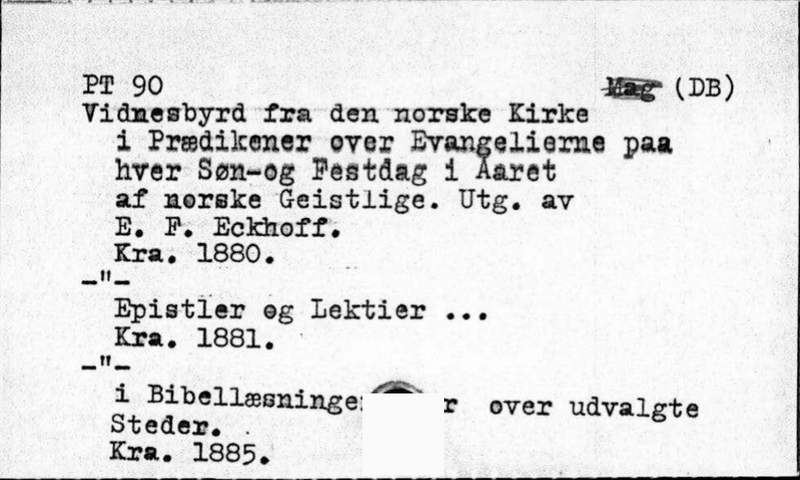 PT 90 Mag (DB)
Vidnesbyrd fra den norske Kirke
i Prædikener over Evangelierne paa
hver Søn-og Festdag i Aaret
af norske Geistlige. Utg. av
E. F. Eckhoff.
Kra. 1880.
-"-
Epistler og Lektier ...
Kra. 1881.
-"-
i Bibellæsninge r over udvalgte
Steder.
Kra. 1885.